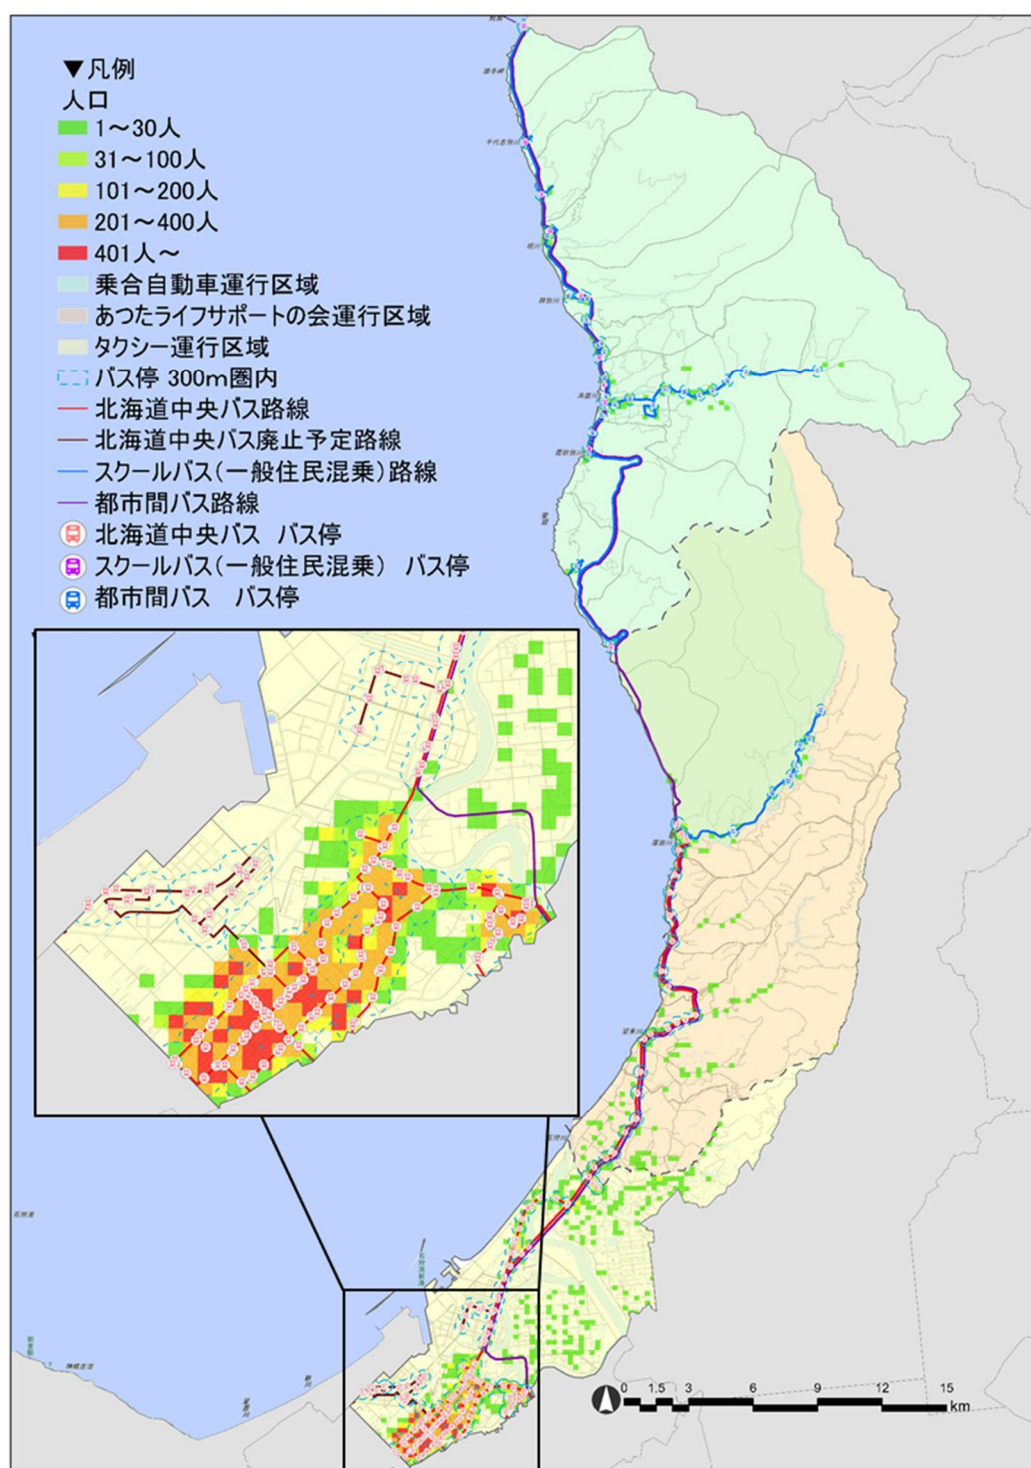 ▼凡例
人口
1～30人
31～100人
101～200人
201～400人
401人～
乗合自動車運行区域
あつたライフサポートの会運行区域
タクシー運行区域
バス停 300m圏内
北海道中央バス路線
北海道中央バス廃止予定路線
スクールバス(一般住民混乗)路線
都市間バス路線
北海道中央バス バス停
スクールバス(一般住民混乗) バス停
都市間バス バス停
0 1.5 3 6 9 12 15
km